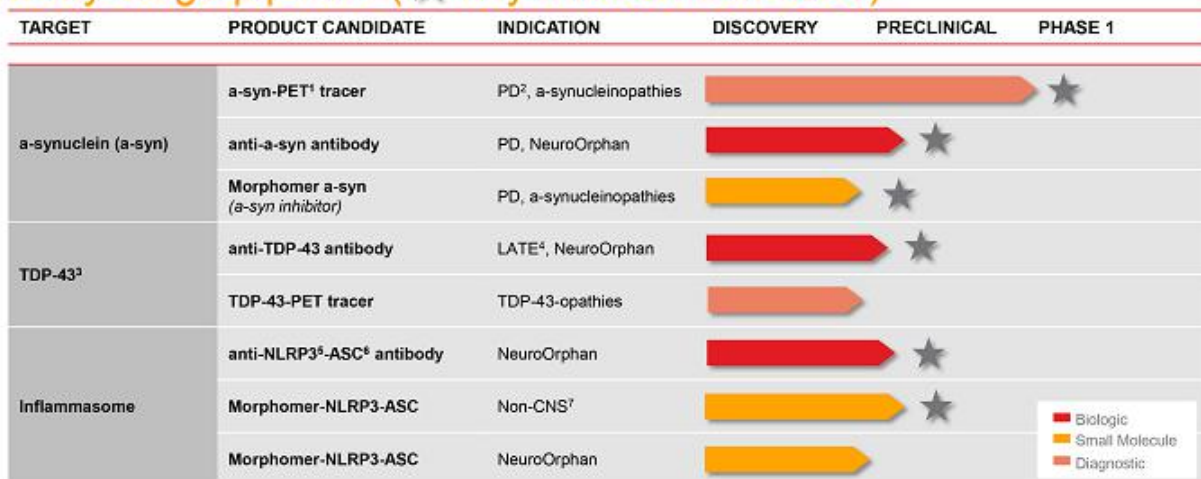 TARGET PRODUCT CANDIDATE INDICATION DISCOVERY PRECLINICAL PHASE 1
a-syn-PET¹ tracer PD², a-synucleinopathies
a-synuclein (a-syn) anti-a-syn antibody PD, NeuroOrphan
Morphomer a-syn PD, a-synucleinopathies
(a-syn inhibitor)
anti-TDP-43 antibody LATE⁴, NeuroOrphan
TDP-43³
TDP-43-PET tracer TDP-43-opathies
anti-NLRP3⁵-ASC⁶ antibody NeuroOrphan
Inflammasome Morphomer-NLRP3-ASC Non-CNS⁷
Morphomer-NLRP3-ASC NeuroOrphan
Biologic
Small Molecule
Diagnostic